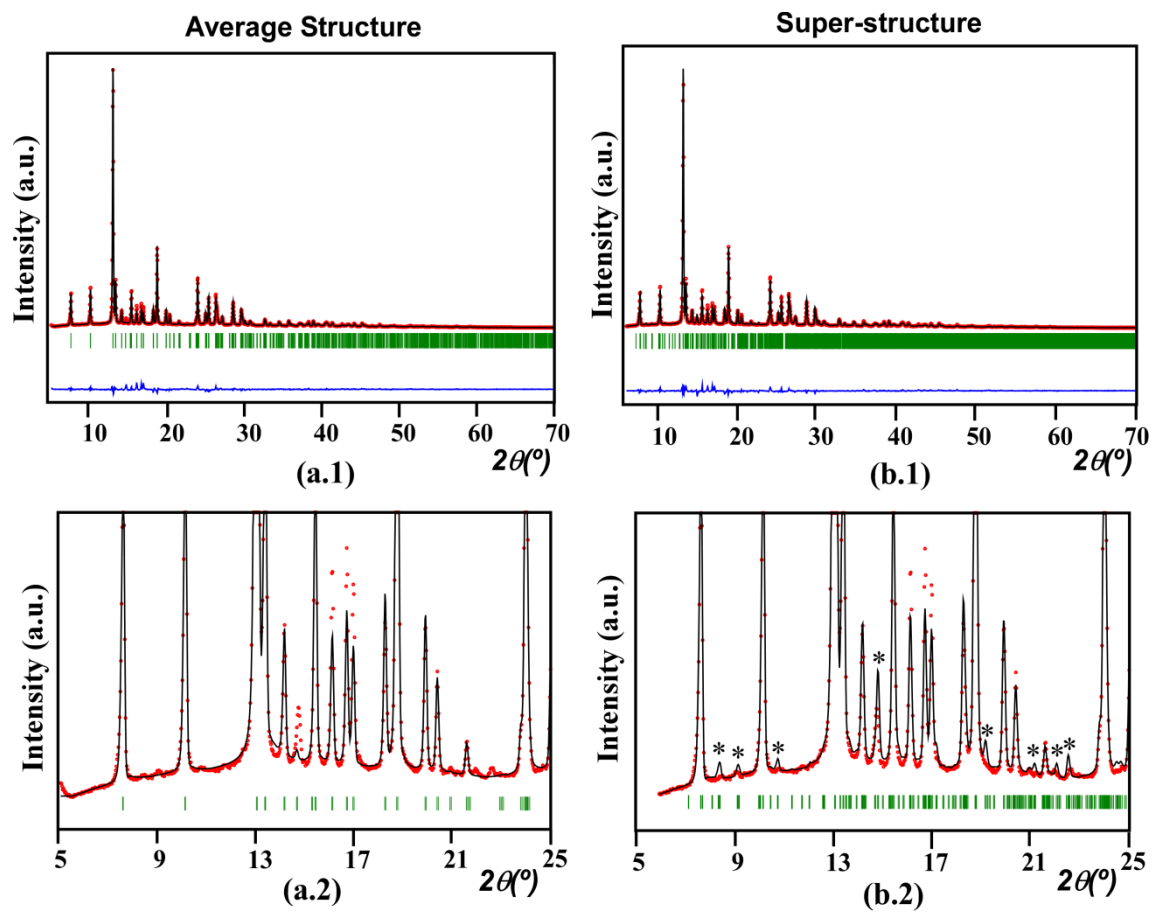 Average Structure
Super-structure
Intensity (a.u.)
10 20 30 40 50 60 70
2θ(º)
(a.1)
Intensity (a.u.)
10 20 30 40 50 60 70
2θ(º)
(b.1)
Intensity (a.u.)
5 9 13 17 21 25
2θ(º)
(a.2)
Intensity (a.u.)
* * * * * * * *
5 9 13 17 21 25
2θ(º)
(b.2)